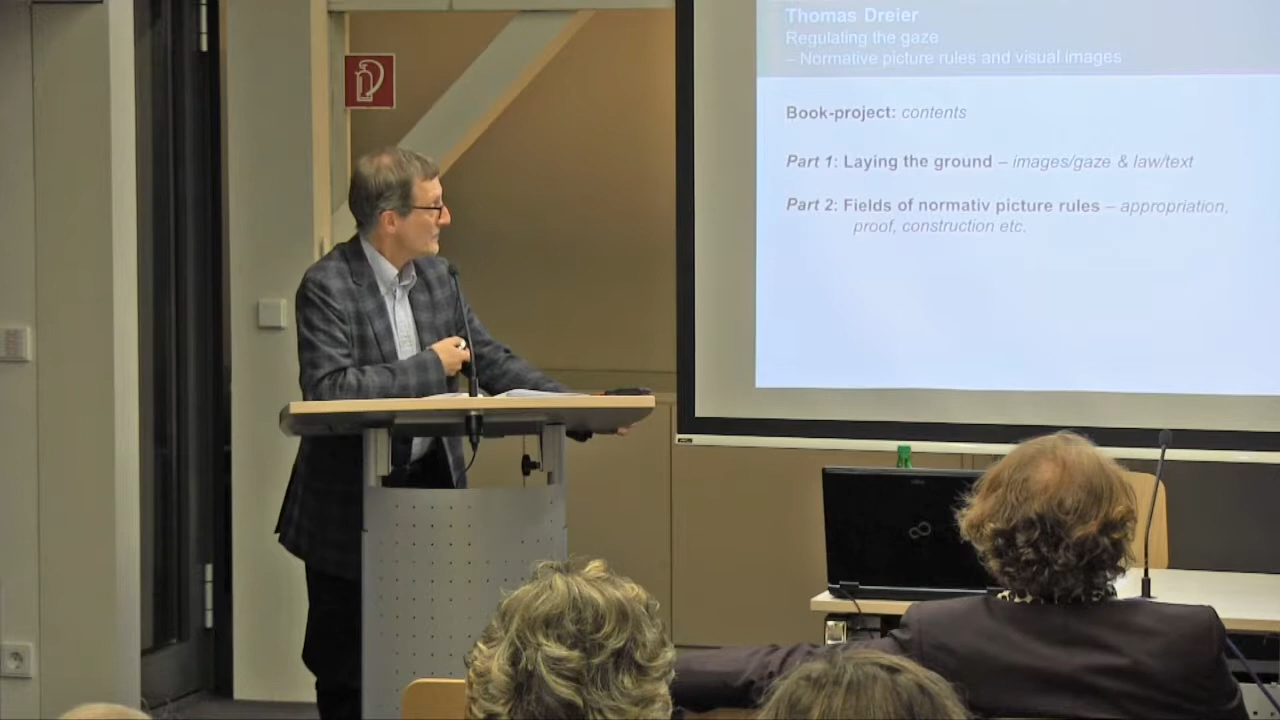 Thomas Dreier
Regulating the gaze
– Normative picture rules and visual images
Book-project: contents
Part 1: Laying the ground – images/gaze & law/text
Part 2: Fields of normativ picture rules – appropriation,
proof, construction etc.